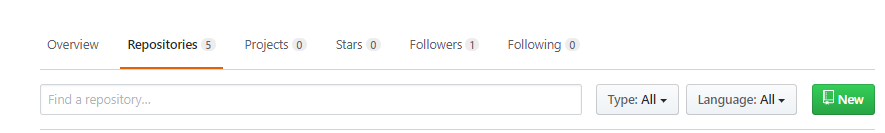 Overview Repositories 5 Projects 0 Stars 0 Followers 1 Following 0
Find a repository... Type: All Language: All New